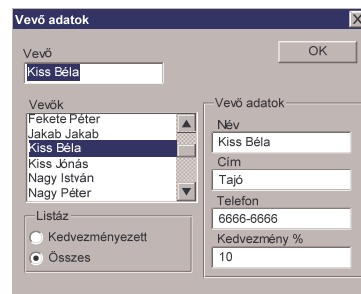 Vevő adatok
Vevő
OK
Kiss Béla
Vevők
Fekete Péter
Jakab Jakab
Kiss Béla
Kiss Jónás
Nagy István
Nagy Péter
Listáz
Kedvezményezett
Összes
Vevő adatok
Név
Kiss Béla
Cím
Tajó
Telefon
6666-6666
Kedvezmény %
10